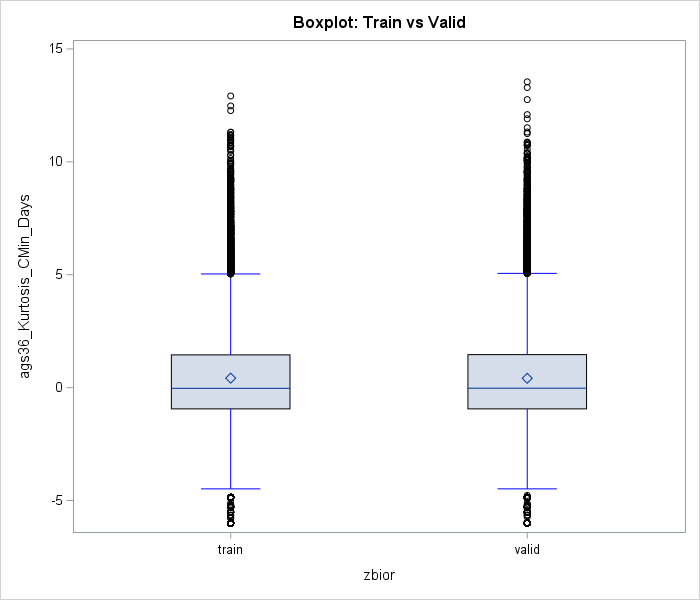 Boxplot: Train vs Valid
15
10
5
0
-5
ags36_Kurtosis_CMin_Days
train
valid
zbior